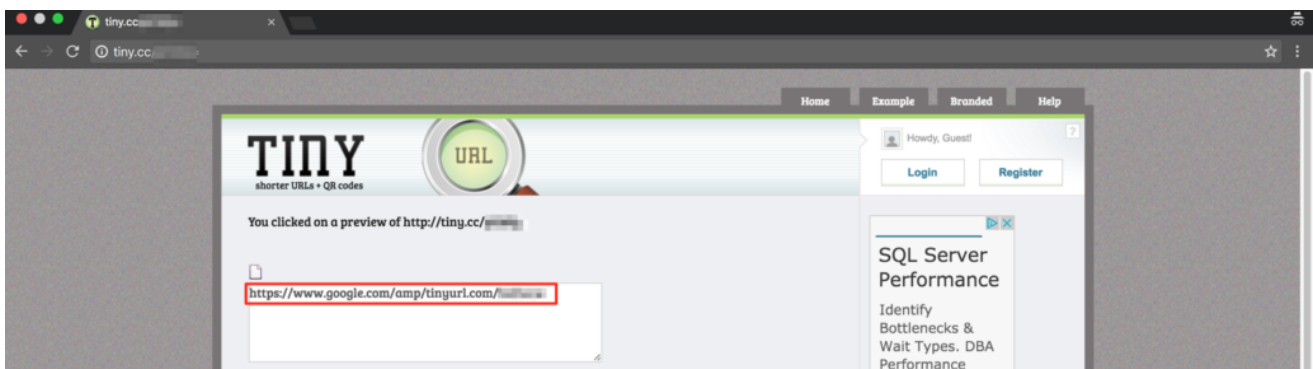 tiny.cc
tiny.cc/
Home Example Branded Help
TINY
URL
shorter URLs + QR codes
Howdy, Guest!
?
Login Register
You clicked on a preview of http://tiny.cc/
https://www.google.com/amp/tinyurl.com/
SQL Server
Performance
Identify
Bottlenecks &
Wait Types. DBA
Performance